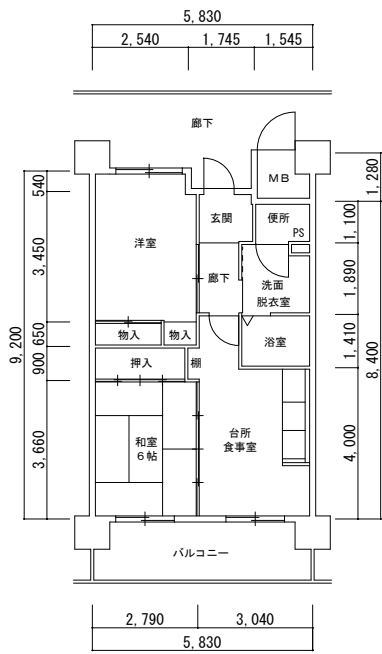 5,830
2,540
1,745
1,545
廊下
MB
玄関
便所
PS
洋室
廊下
洗面
脱衣室
物入
物入
浴室
押入
棚
和室
6帖
台所
食事室
バルコニー
540
3,450
650
900
3,660
9,200
1,280
1,100
1,890
1,410
4,000
8,400
2,790
3,040
5,830